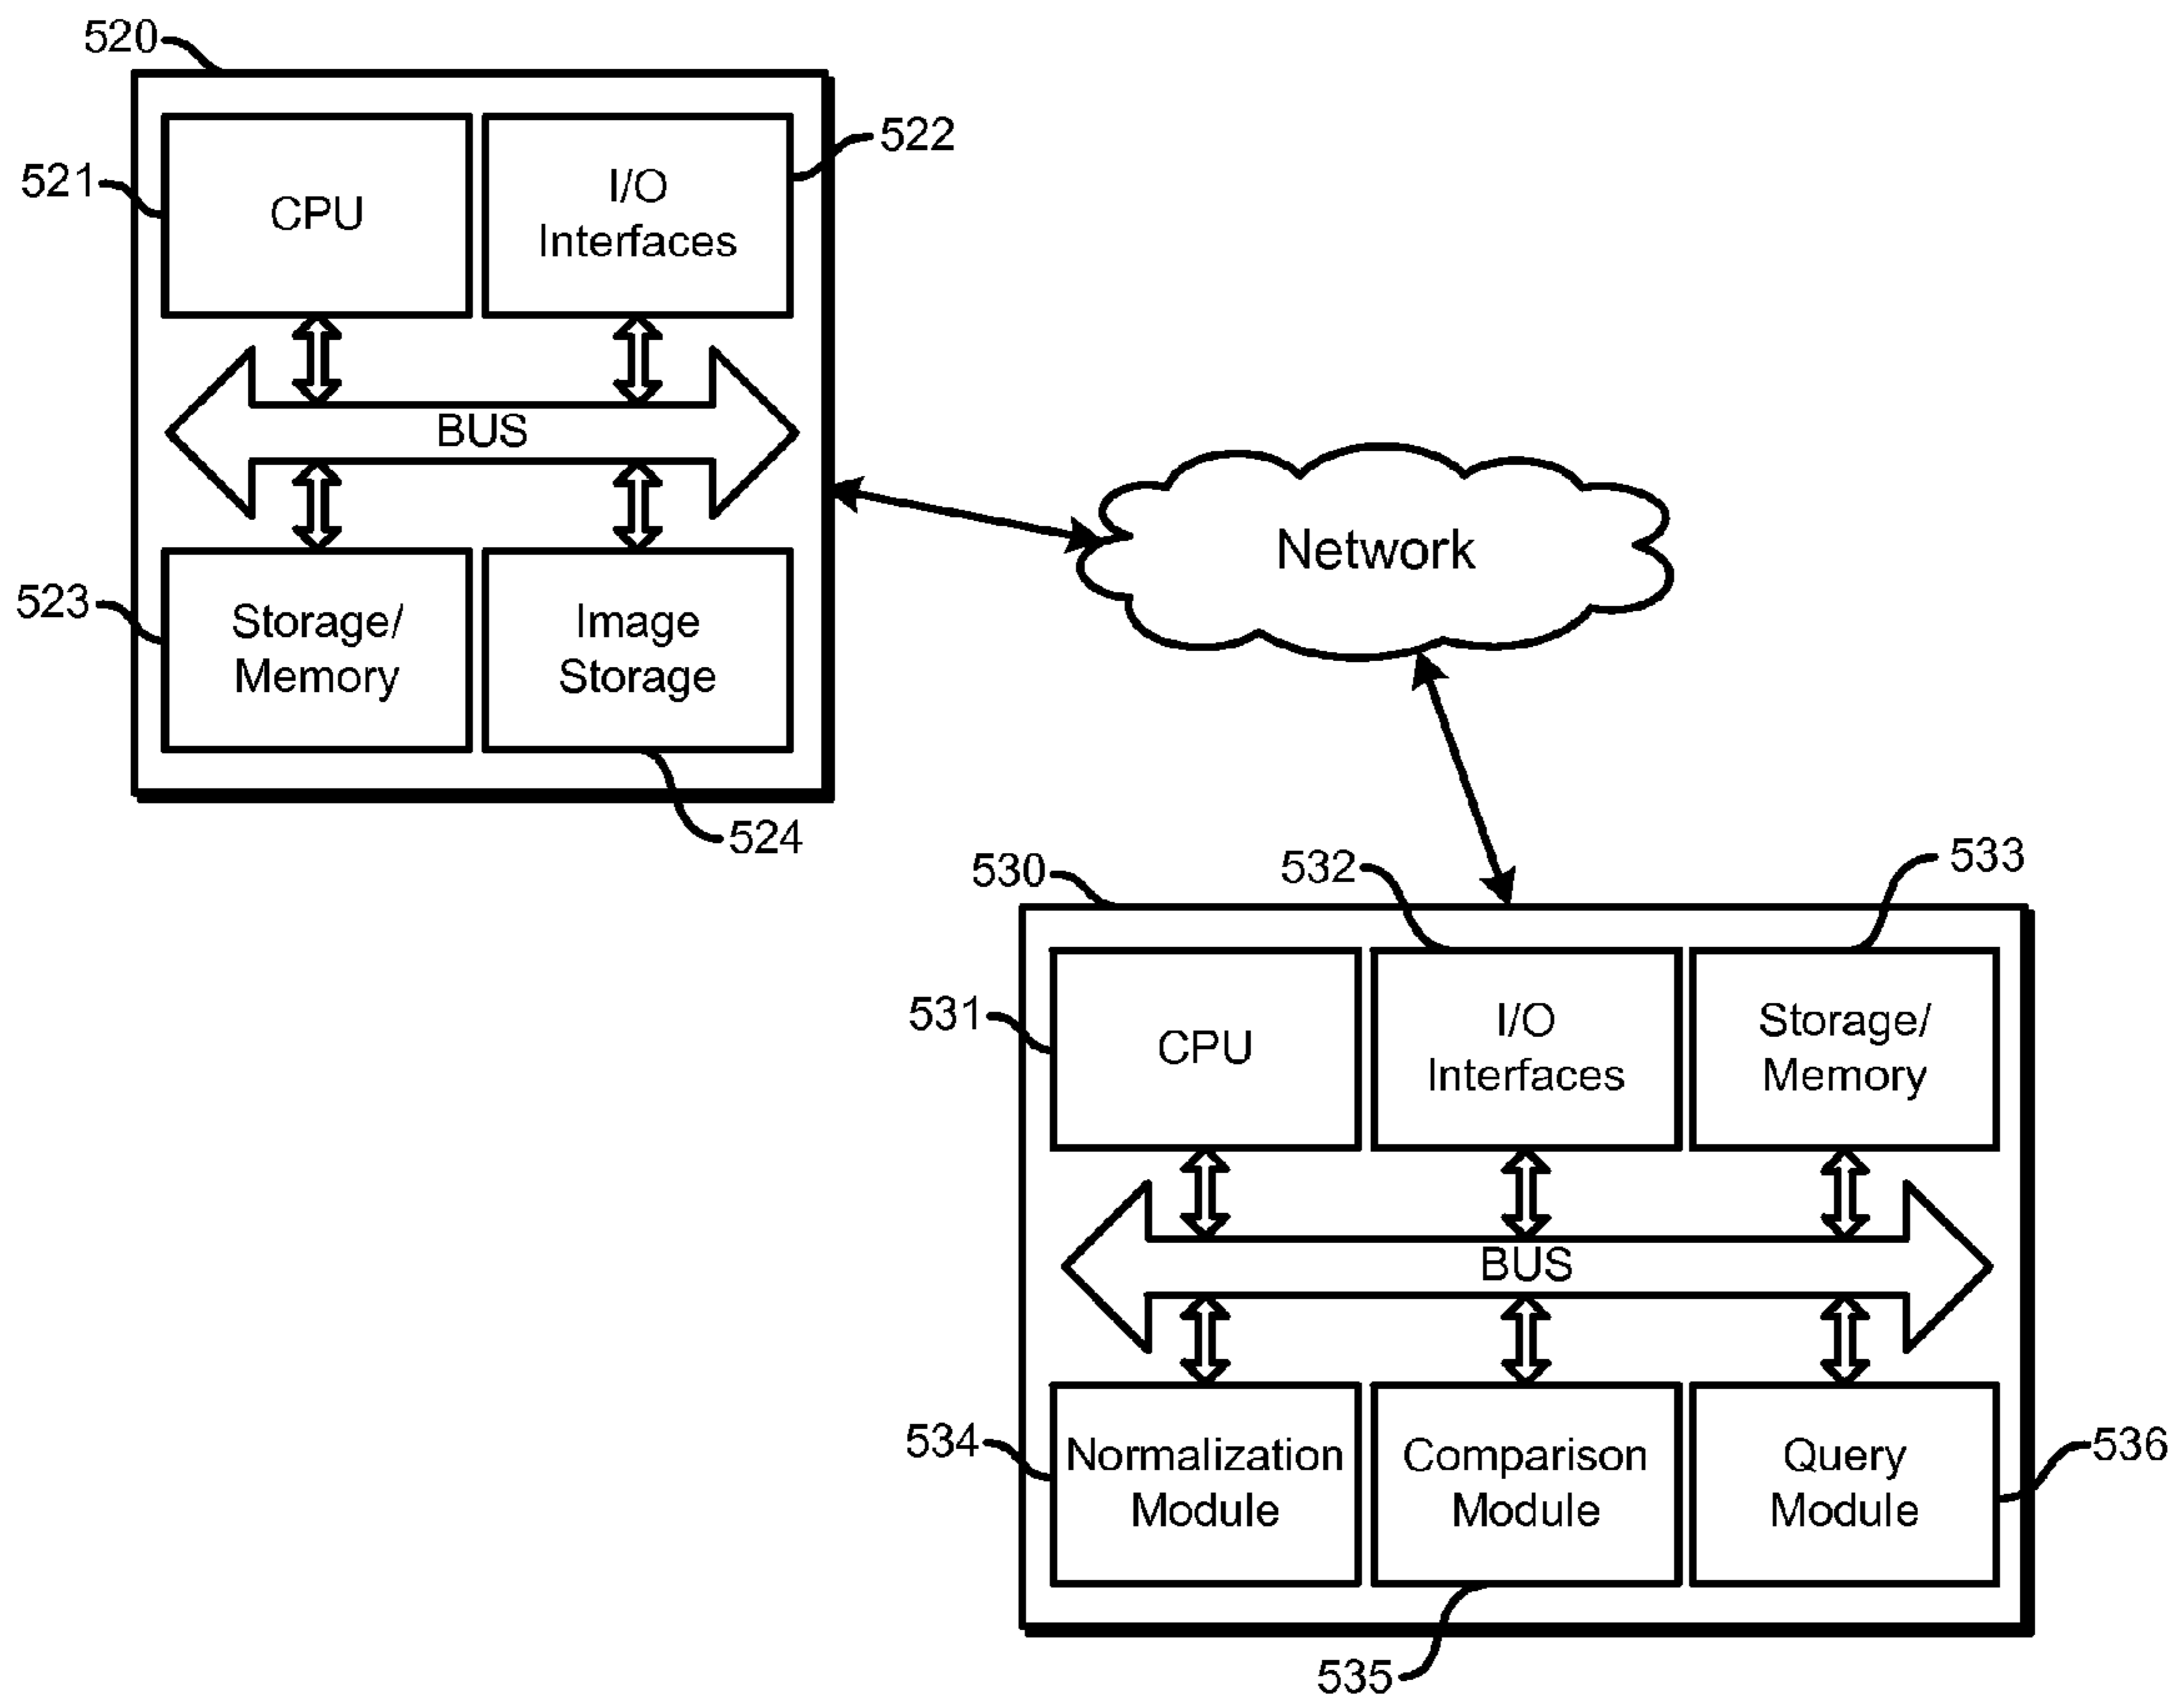 520
522
521
CPU
I/O
Interfaces
BUS
523
Storage/
Memory
Image
Storage
524
Network
530
532
533
531
CPU
I/O
Interfaces
Storage/
Memory
BUS
534
Normalization
Module
Comparison
Module
Query
Module
536
535